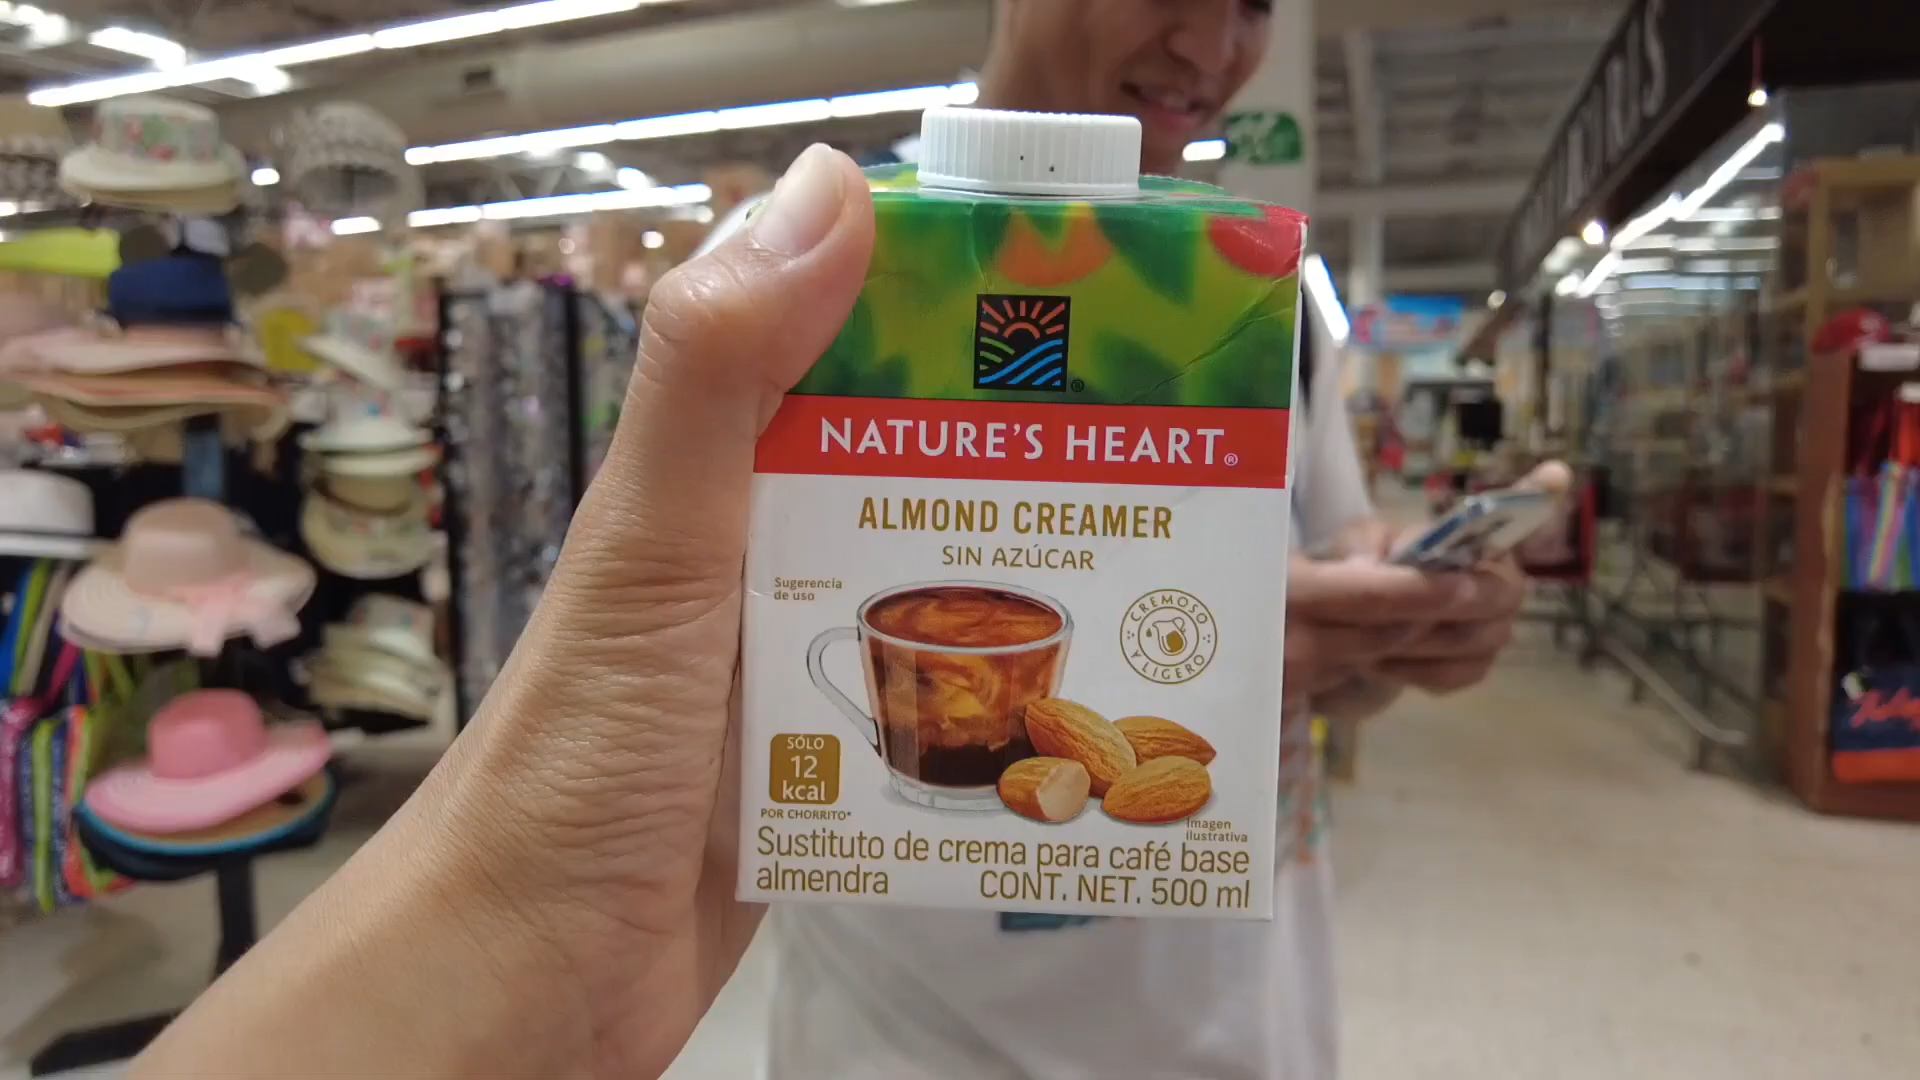 NATURE'S HEART®
ALMOND CREAMER
SIN AZÚCAR
Sugerencia
de uso
CREMOSO
Y LIGERO
SÓLO
12
kcal
POR CHORRITO*
Imagen
ilustrativa
Sustituto de crema para café base
almendra CONT. NET. 500 ml